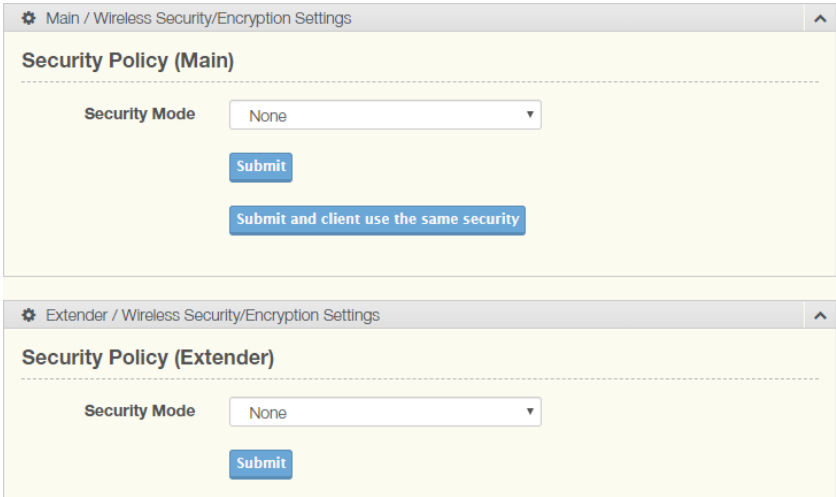 Main / Wireless Security/Encryption Settings
Security Policy (Main)
Security Mode None
Submit
Submit and client use the same security
Extender / Wireless Security/Encryption Settings
Security Policy (Extender)
Security Mode None
Submit